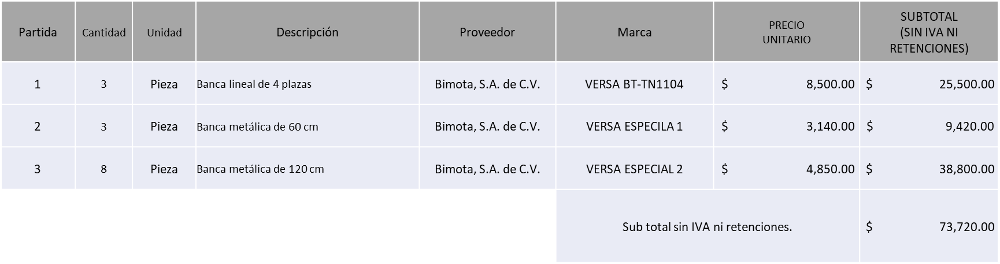 Partida Cantidad Unidad Descripción Proveedor Marca PRECIO UNITARIO SUBTOTAL (SIN IVA NI RETENCIONES)
1 3 Pieza Banca lineal de 4 plazas Bimota, S.A. de C.V. VERSA BT-TN1104 $ 8,500.00 $ 25,500.00
2 3 Pieza Banca metálica de 60 cm Bimota, S.A. de C.V. VERSA ESPECILA 1 $ 3,140.00 $ 9,420.00
3 8 Pieza Banca metálica de 120 cm Bimota, S.A. de C.V. VERSA ESPECIAL 2 $ 4,850.00 $ 38,800.00
Sub total sin IVA ni retenciones. $ 73,720.00